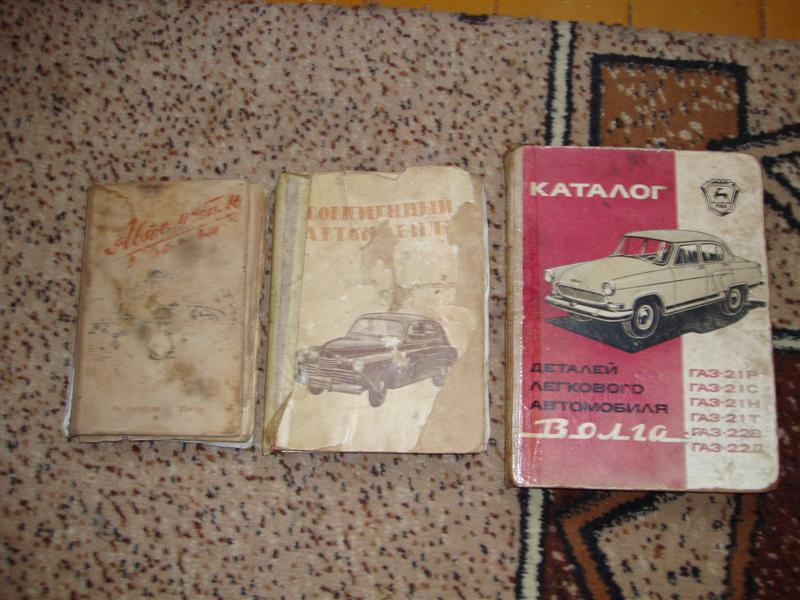 СОВРЕМЕННЫЙ
АВТОМОБИЛЬ
КАТАЛОГ
ГАЗ
ДЕТАЛЕЙ
ЛЕГКОВОГО
АВТОМОБИЛЯ
Волга
ГАЗ-21Р
ГАЗ-21С
ГАЗ-21Н
ГАЗ-21Т
ГАЗ-22В
ГАЗ-22Д